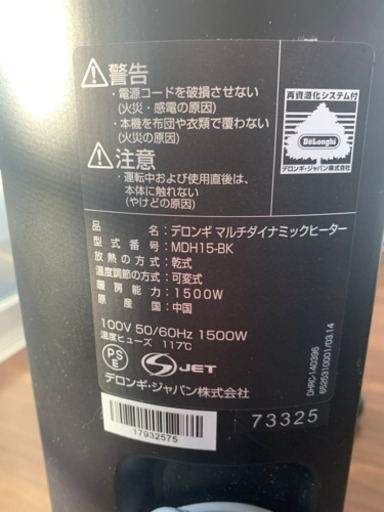 警告
・電源コードを破損させない
(火災・感電の原因)
・本機を布団や衣類で覆わない
(火災の原因)
注意
・運転中および使用直後は、
本体に触れない
(やけどの原因)
再資源化システム付
DeLonghi
デロンギ・ジャパン株式会社
品名:デロンギ マルチダイナミックヒーター
型式番号:MDH15-BK
放熱の方式:乾式
温度調節の方式:可変式
暖房能力:1500W
原産国:中国
100V 50/60Hz 1500W
温度ヒューズ 117℃
PSE
S JET
デロンギ・ジャパン株式会社
DHRC-140396
6525310001/03.14
17932575
73325